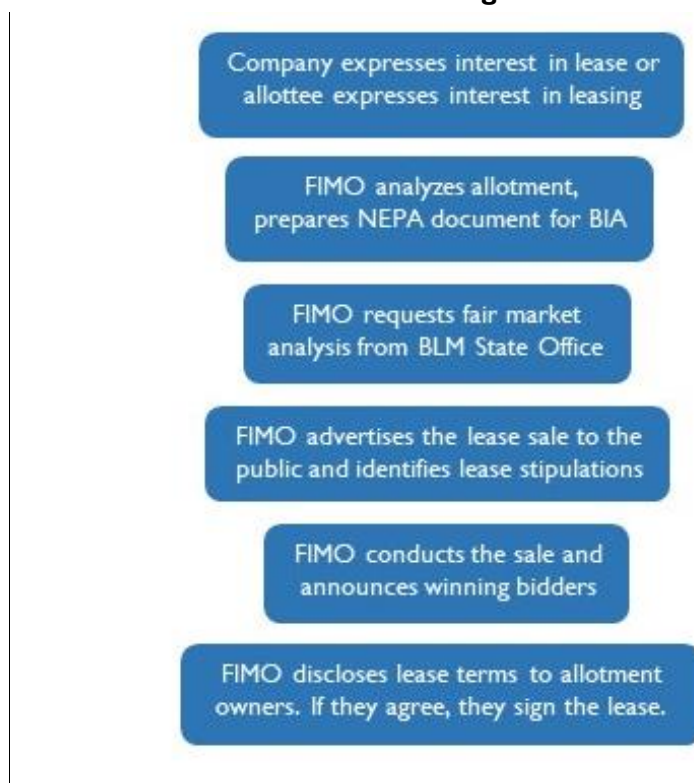 Company expresses interest in lease or
allottee expresses interest in leasing
FIMO analyzes allotment,
prepares NEPA document for BIA
FIMO requests fair market
analysis from BLM State Office
FIMO advertises the lease sale to the
public and identifies lease stipulations
FIMO conducts the sale and
announces winning bidders
FIMO discloses lease terms to allotment
owners. If they agree, they sign the lease.